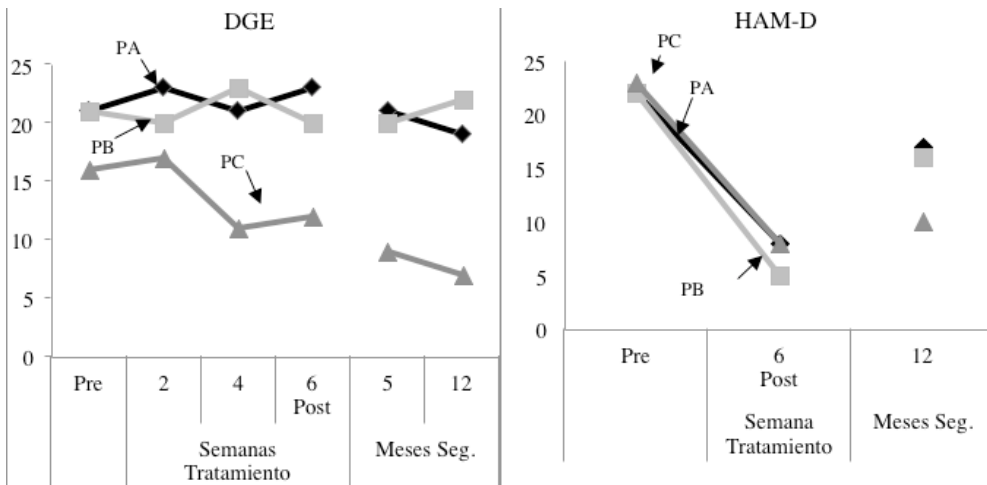 DGE
PA
25
20
PB
PC
15
10
5
0
Pre
2
4
6
Post
5
12
Semanas
Tratamiento
Meses Seg.
HAM-D
PC
25
PA
20
15
10
5
PB
0
Pre
6
Post
12
Semana
Tratamiento
Meses Seg.